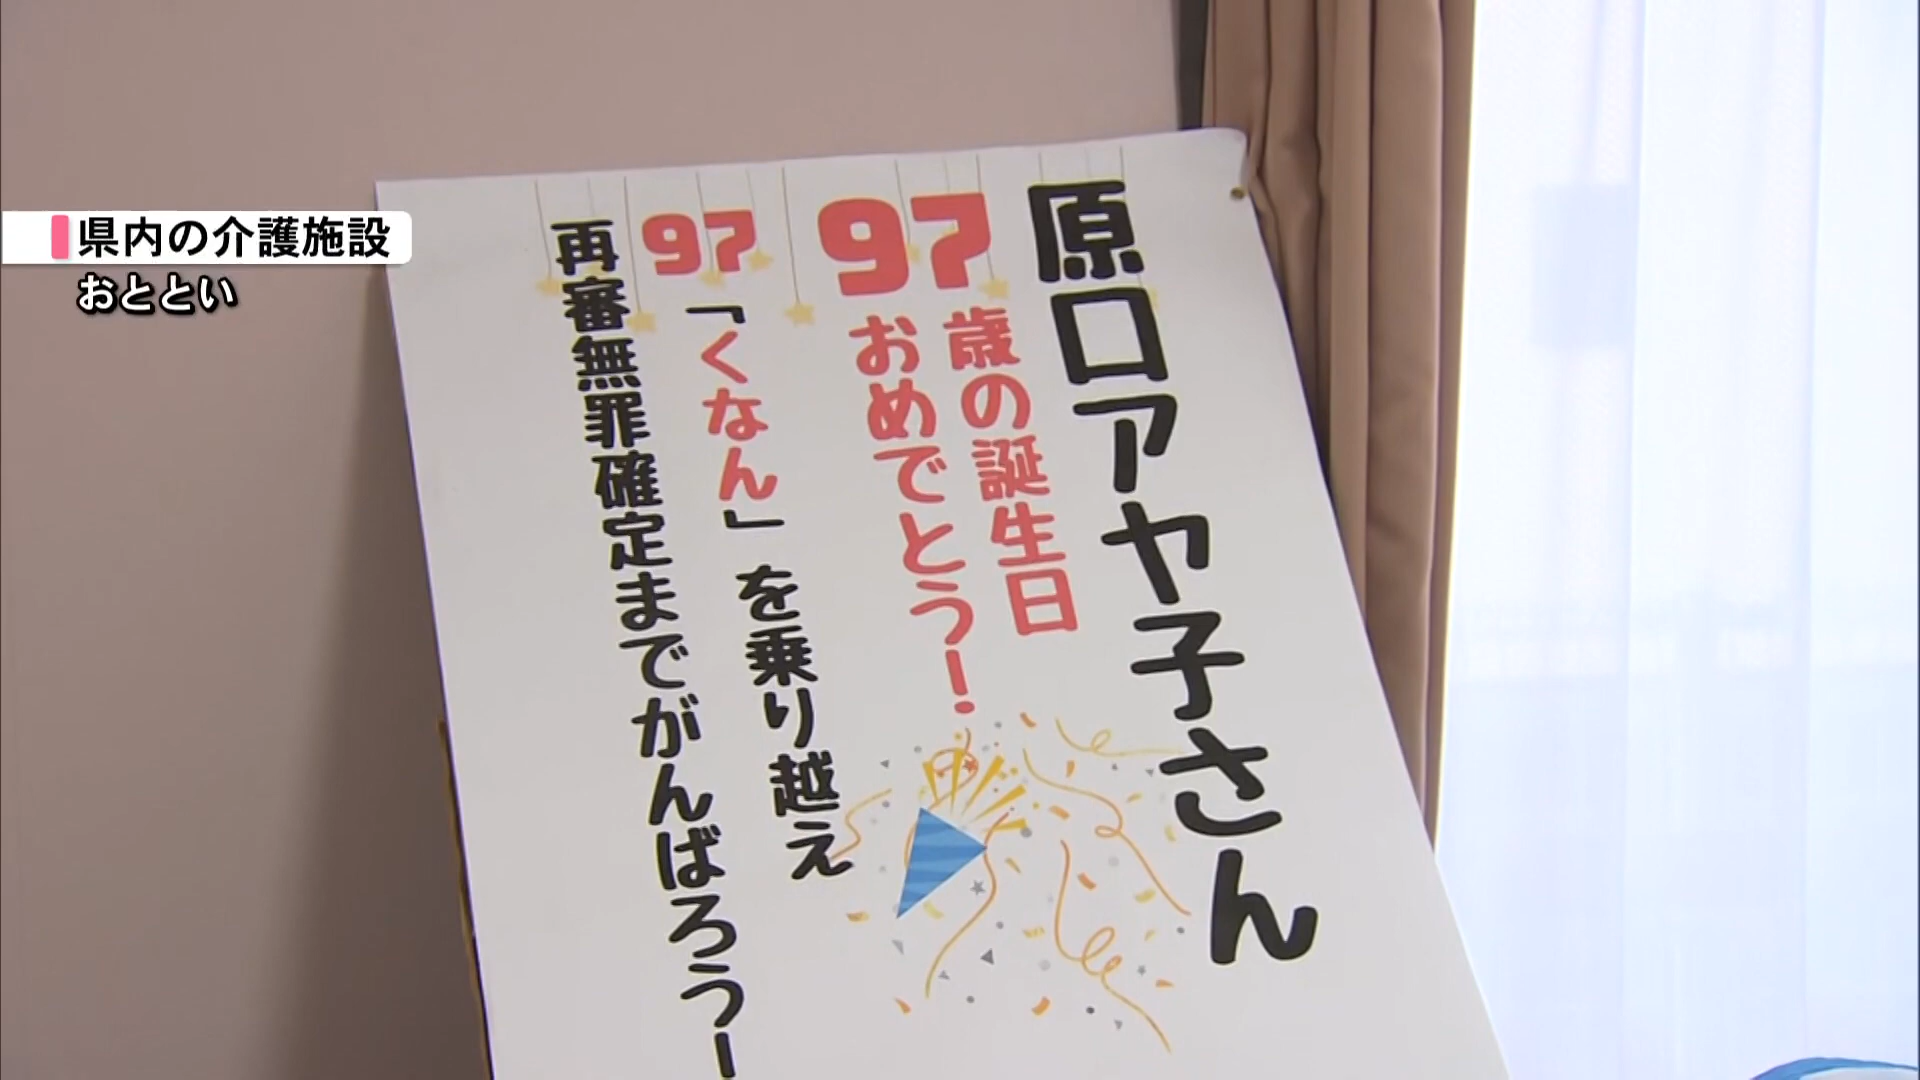 県内の介護施設
おととい
原口アヤ子さん
97歳の誕生日
おめでとう！
97「くなん」を乗り越え
再審無罪確定までがんばろう！